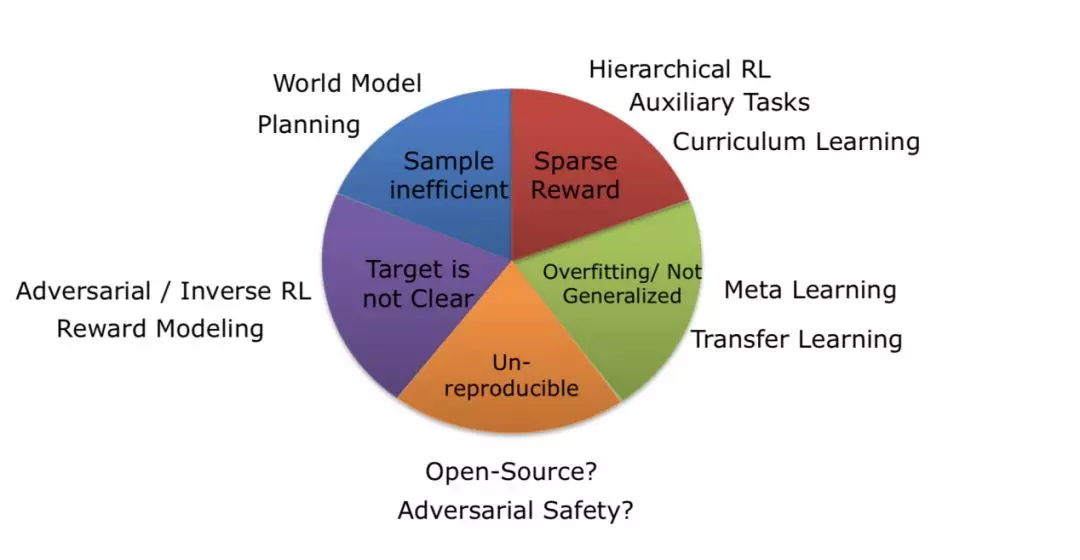 World Model
Planning
Hierarchical RL
Auxiliary Tasks
Curriculum Learning
Sample
inefficient
Sparse
Reward
Adversarial / Inverse RL
Reward Modeling
Target is
not Clear
Overfitting/ Not
Generalized
Meta Learning
Transfer Learning
Un-
reproducible
Open-Source?
Adversarial Safety?